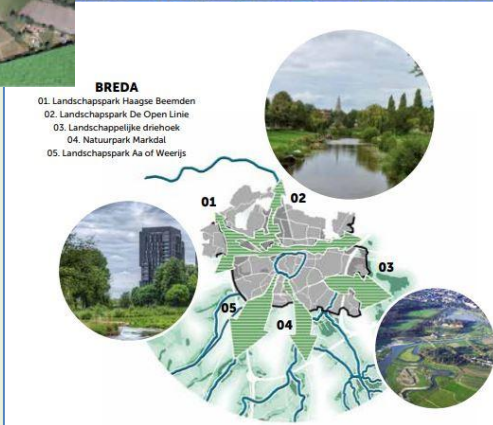 BREDA
01. Landschapspark Haagse Beemden
02. Landschapspark De Open Linie
03. Landschappelijke driehoek
04. Natuurpark Markdal
05. Landschapspark Aa of Weerijs
01
02
03
05
04